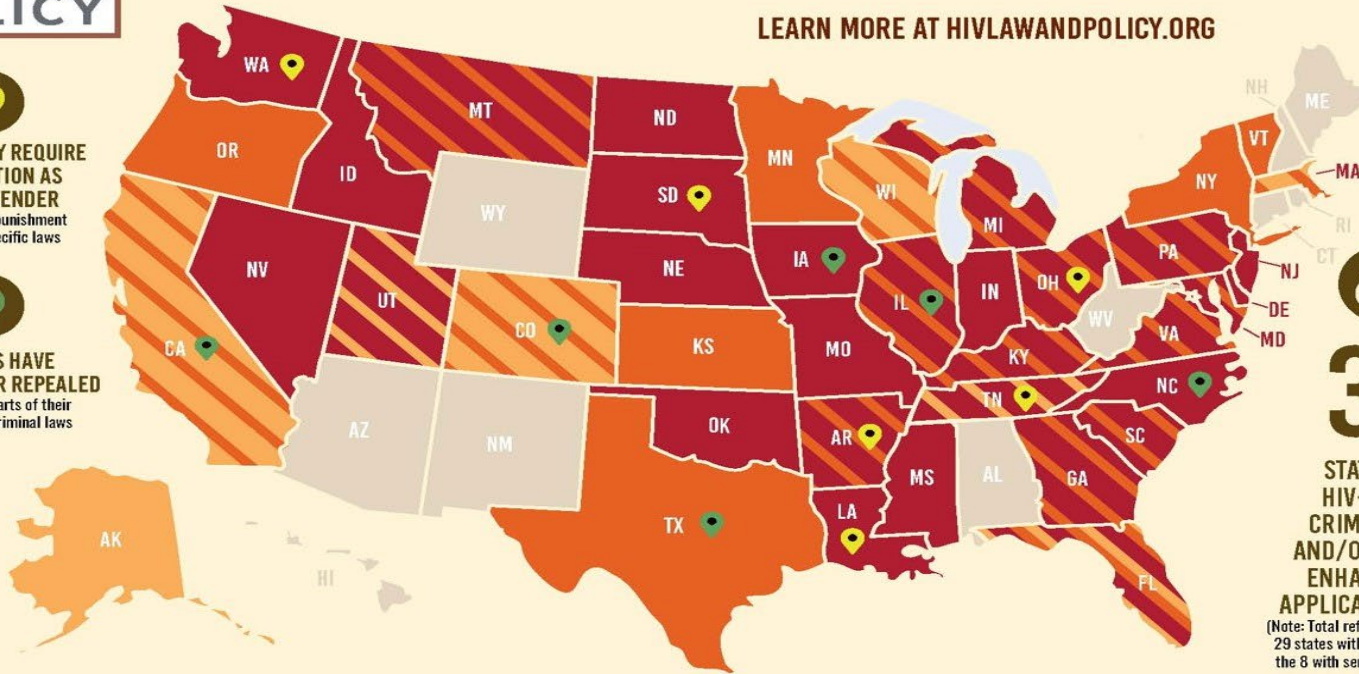 LICY
LEARN MORE AT HIVLAWANDPOLICY.ORG
Y REQUIRE
TION AS
ENDER
unishment
cific laws
S HAVE
R REPEALED
arts of their
riminal laws
WA
MT
ND
MN
NH
ME
VT
OR
ID
SD
WI
NY
MA
WY
MI
RI
CT
NV
NE
IA
PA
NJ
UT
IL
IN
OH
DE
CA
CO
KS
MO
KY
WV
VA
MD
AZ
NM
OK
AR
TN
NC
SC
TX
LA
MS
AL
GA
AK
HI
FL
3
STA
HIV
CRIM
AND/O
ENHA
APPLICA
(Note: Total ref
29 states with
the 8 with se